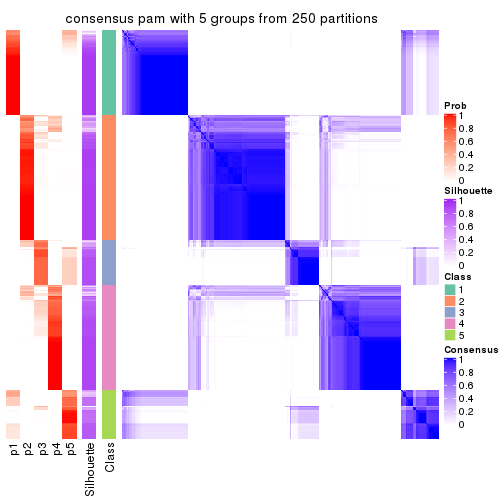 consensus pam with 5 groups from 250 partitions
Prob
1
0.8
0.6
0.4
0.2
0
Silhouette
1
0.8
0.6
0.4
0.2
0
Class
1
2
3
4
5
Consensus
1
0.8
0.6
0.4
0.2
0
p1
p2
p3
p4
p5
Silhouette
Class